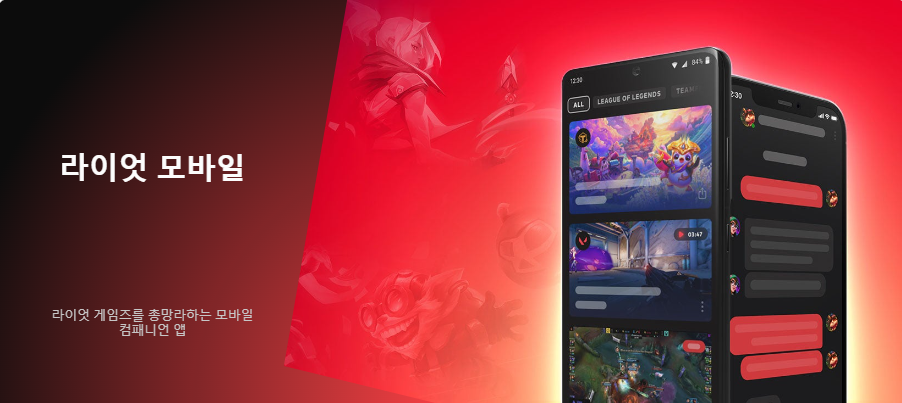 라이엇 모바일
라이엇 게임즈를 총망라하는 모바일
컴패니언 앱
12:30
84%
ALL
LEAGUE OF LEGENDS
TEAM
03:47
2:30